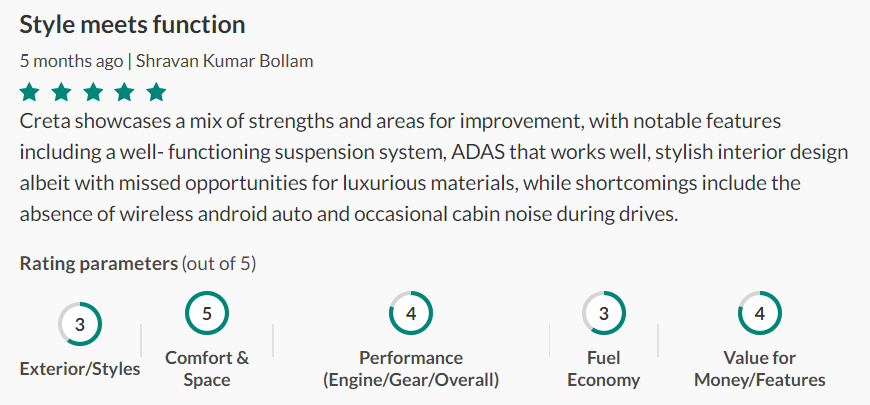 Style meets function
5 months ago | Shravan Kumar Bollam
Creta showcases a mix of strengths and areas for improvement, with notable features
including a well- functioning suspension system, ADAS that works well, stylish interior design
albeit with missed opportunities for luxurious materials, while shortcomings include the
absence of wireless android auto and occasional cabin noise during drives.
Rating parameters (out of 5)
3
Exterior/Styles
5
Comfort &
Space
4
Performance
(Engine/Gear/Overall)
3
Fuel
Economy
4
Value for
Money/Features